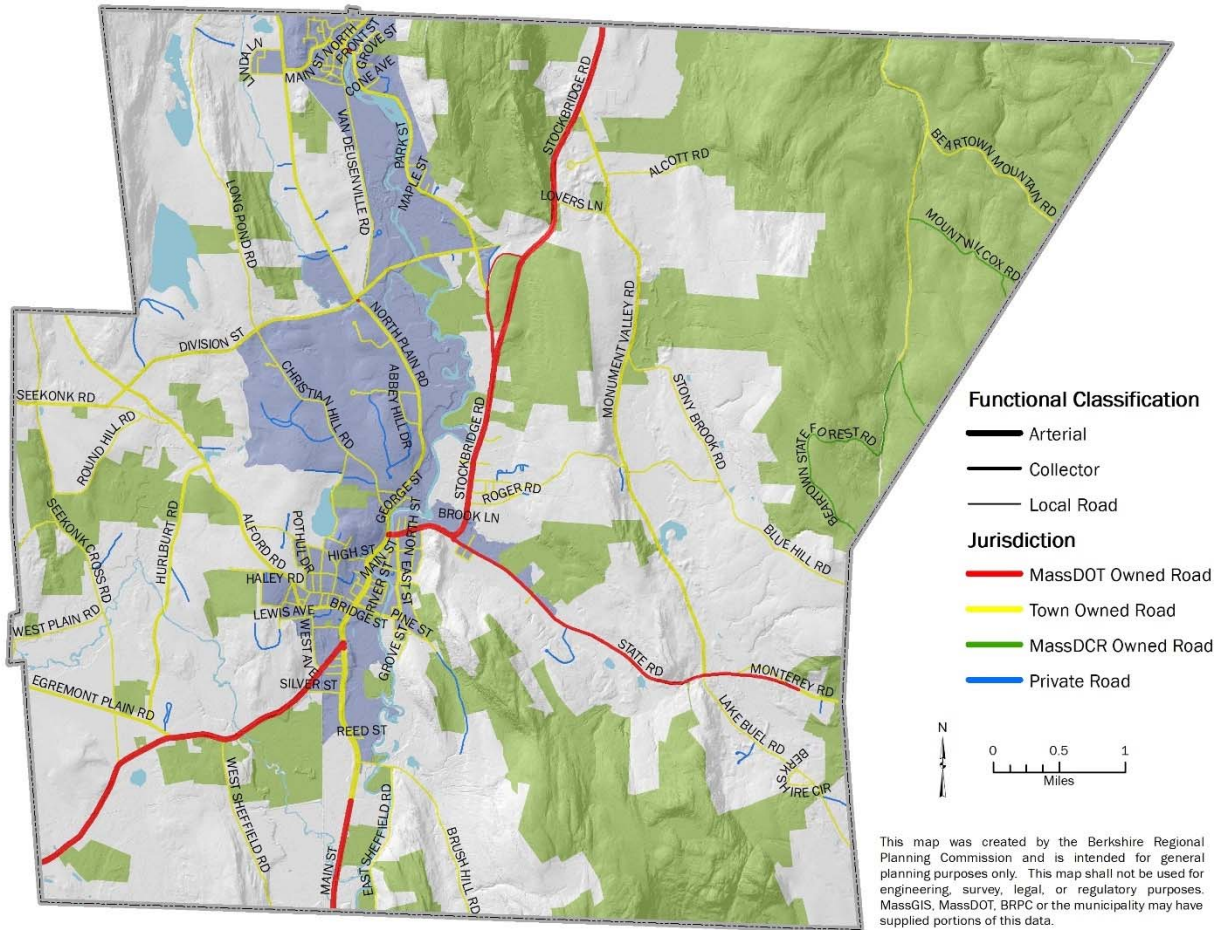 LINDA LN
MAIN ST NORTH
FRONT ST
GROVE ST
CONE AVE
VAN DEUSENVILLE RD
PARK ST
MAPLE ST
STOCKBRIDGE RD
ALCOTT RD
LOVERS LN
BEARTOWN MOUNTAIN RD
MOUNT WILCOX RD
LONG POND RD
DIVISION ST
NORTH PLAIN RD
MONUMENT VALLEY RD
CHRISTIAN HILL RD
ABBEY HILL DR
SEEKONK RD
ROUND HILL RD
STOCKBRIDGE RD
STONY BROOK RD
BEARTOWN STATE FOREST RD
Functional Classification
Arterial
Collector
Local Road
Jurisdiction
MassDOT Owned Road
Town Owned Road
MassDCR Owned Road
Private Road
ROGER RD
GEORGE ST
BROOK LN
BLUE HILL RD
SEEKONK CROSS RD
HURLBURT RD
ALFORD RD
POTHUL DR
HIGH ST
MAIN ST
EAST NORTH ST
EAST ST
RIVER ST
HALEY RD
LEWIS AVE
BRIDGE ST
PINE ST
WEST PLAIN RD
WEST AVE
GROVE ST
STATE RD
MONTEREY RD
SILVER ST
EGREMONT PLAIN RD
REED ST
LAKE BUEL RD
BERKSHIRE CIR
WEST SHEFFIELD RD
MAIN ST
EAST SHEFFIELD RD
BRUSH HILL RD
N
0 0.5 1
Miles
This map was created by the Berkshire Regional
Planning Commission and is intended for general
planning purposes only. This map shall not be used for
engineering, survey, legal, or regulatory purposes.
MassGIS, MassDOT, BRPC or the municipality may have
supplied portions of this data.